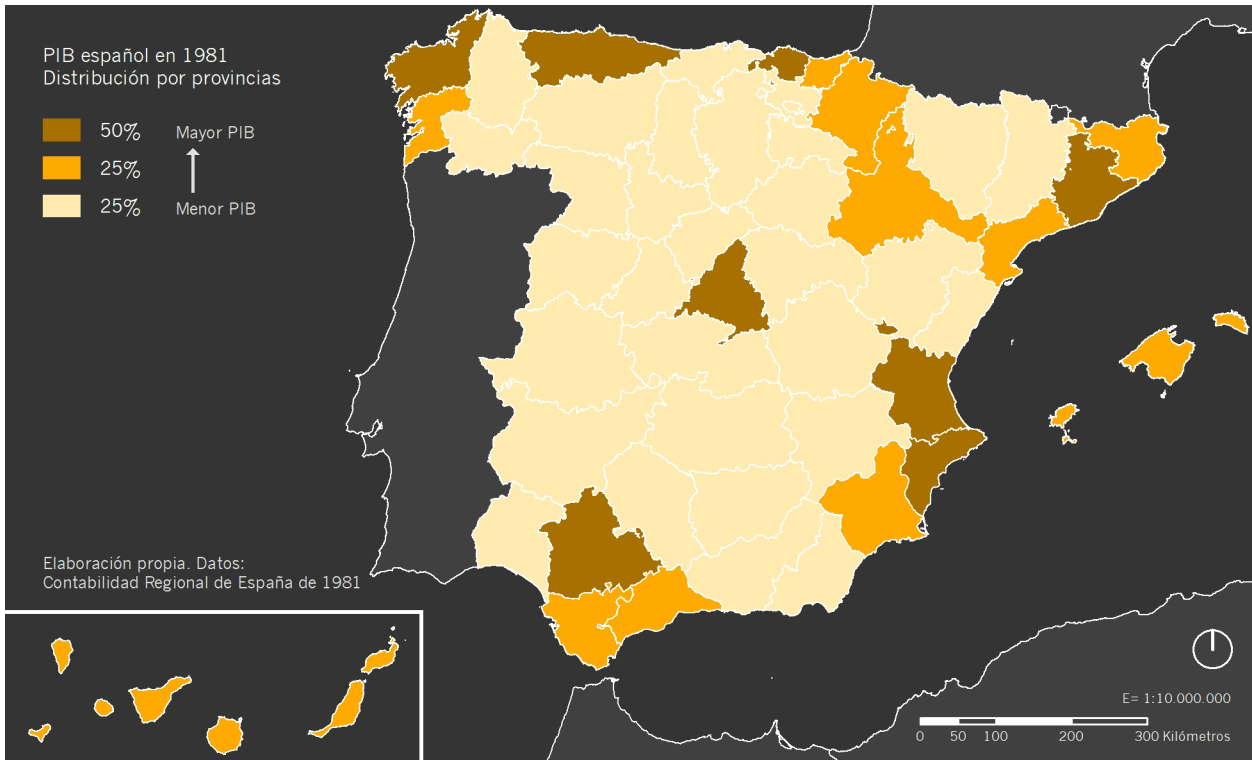 PIB español en 1981
Distribución por provincias
50% Mayor PIB
25%
25% Menor PIB
Elaboración propia. Datos:
Contabilidad Regional de España de 1981
E= 1:10.000.000
0 50 100 200 300 Kilómetros